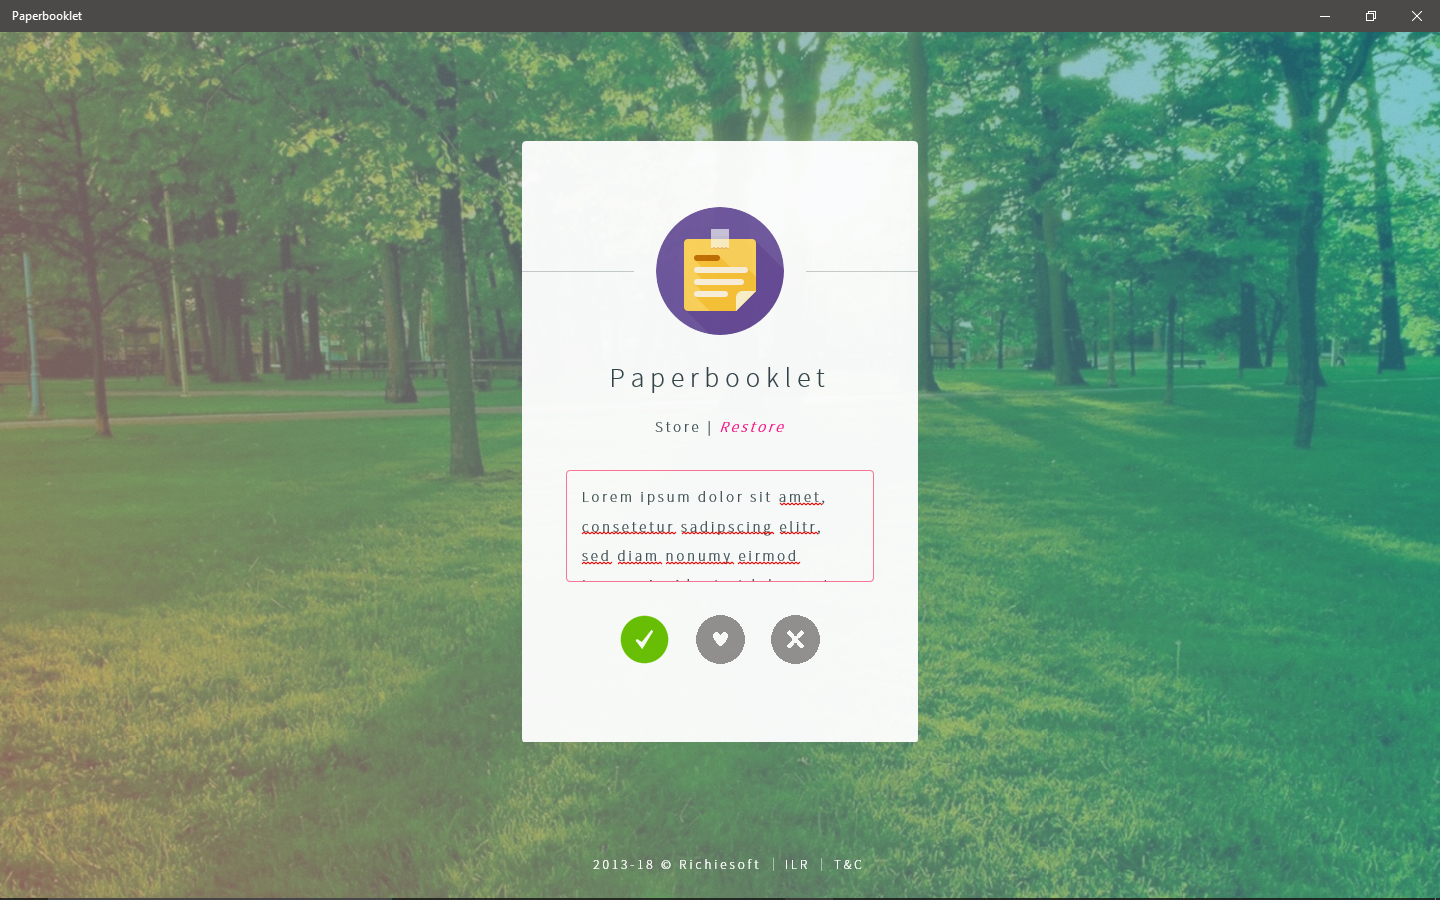 Paperbooklet
Paperbooklet
Store | Restore
Lorem ipsum dolor sit amet,
consetetur sadipscing elitr,
sed diam nonumy eirmod
2013-18 © Richiesoft | ILR | T&C